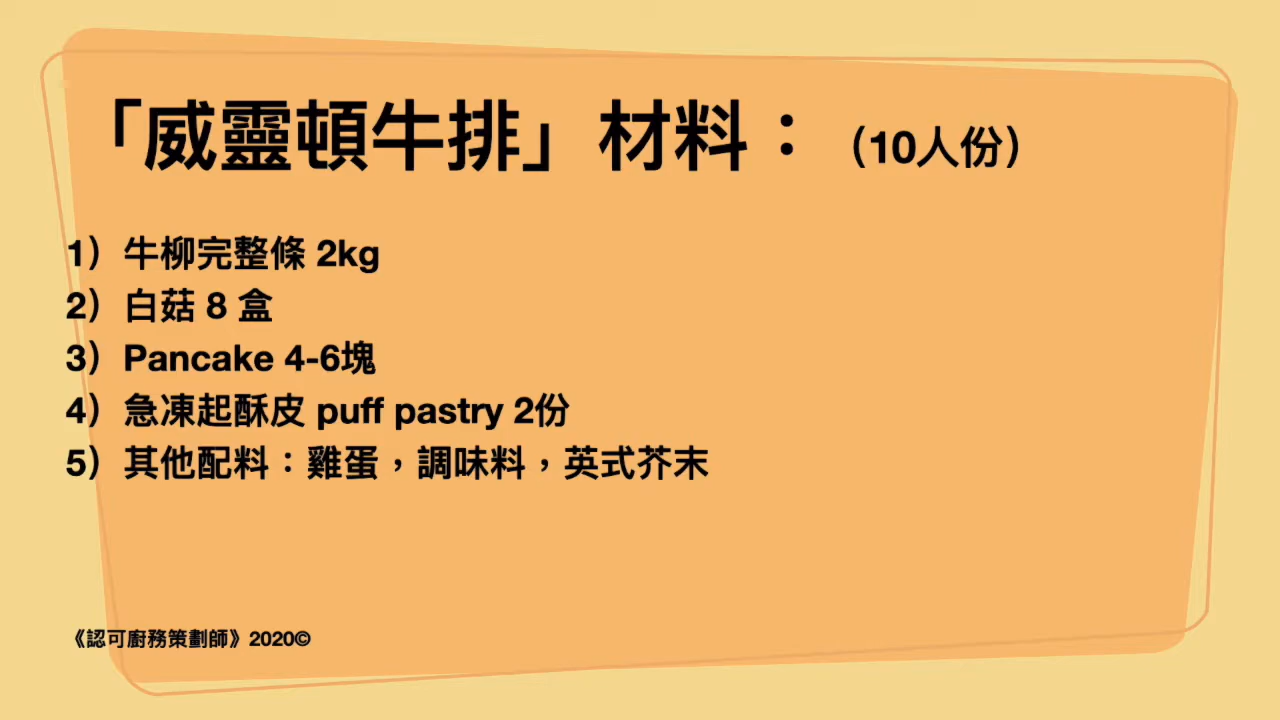 「威靈頓牛排」材料：（10人份）
1）牛柳完整條 2kg
2）白菇 8 盒
3）Pancake 4-6塊
4）急凍起酥皮 puff pastry 2份
5）其他配料：雞蛋，調味料，英式芥末
《認可廚務策劃師》2020©